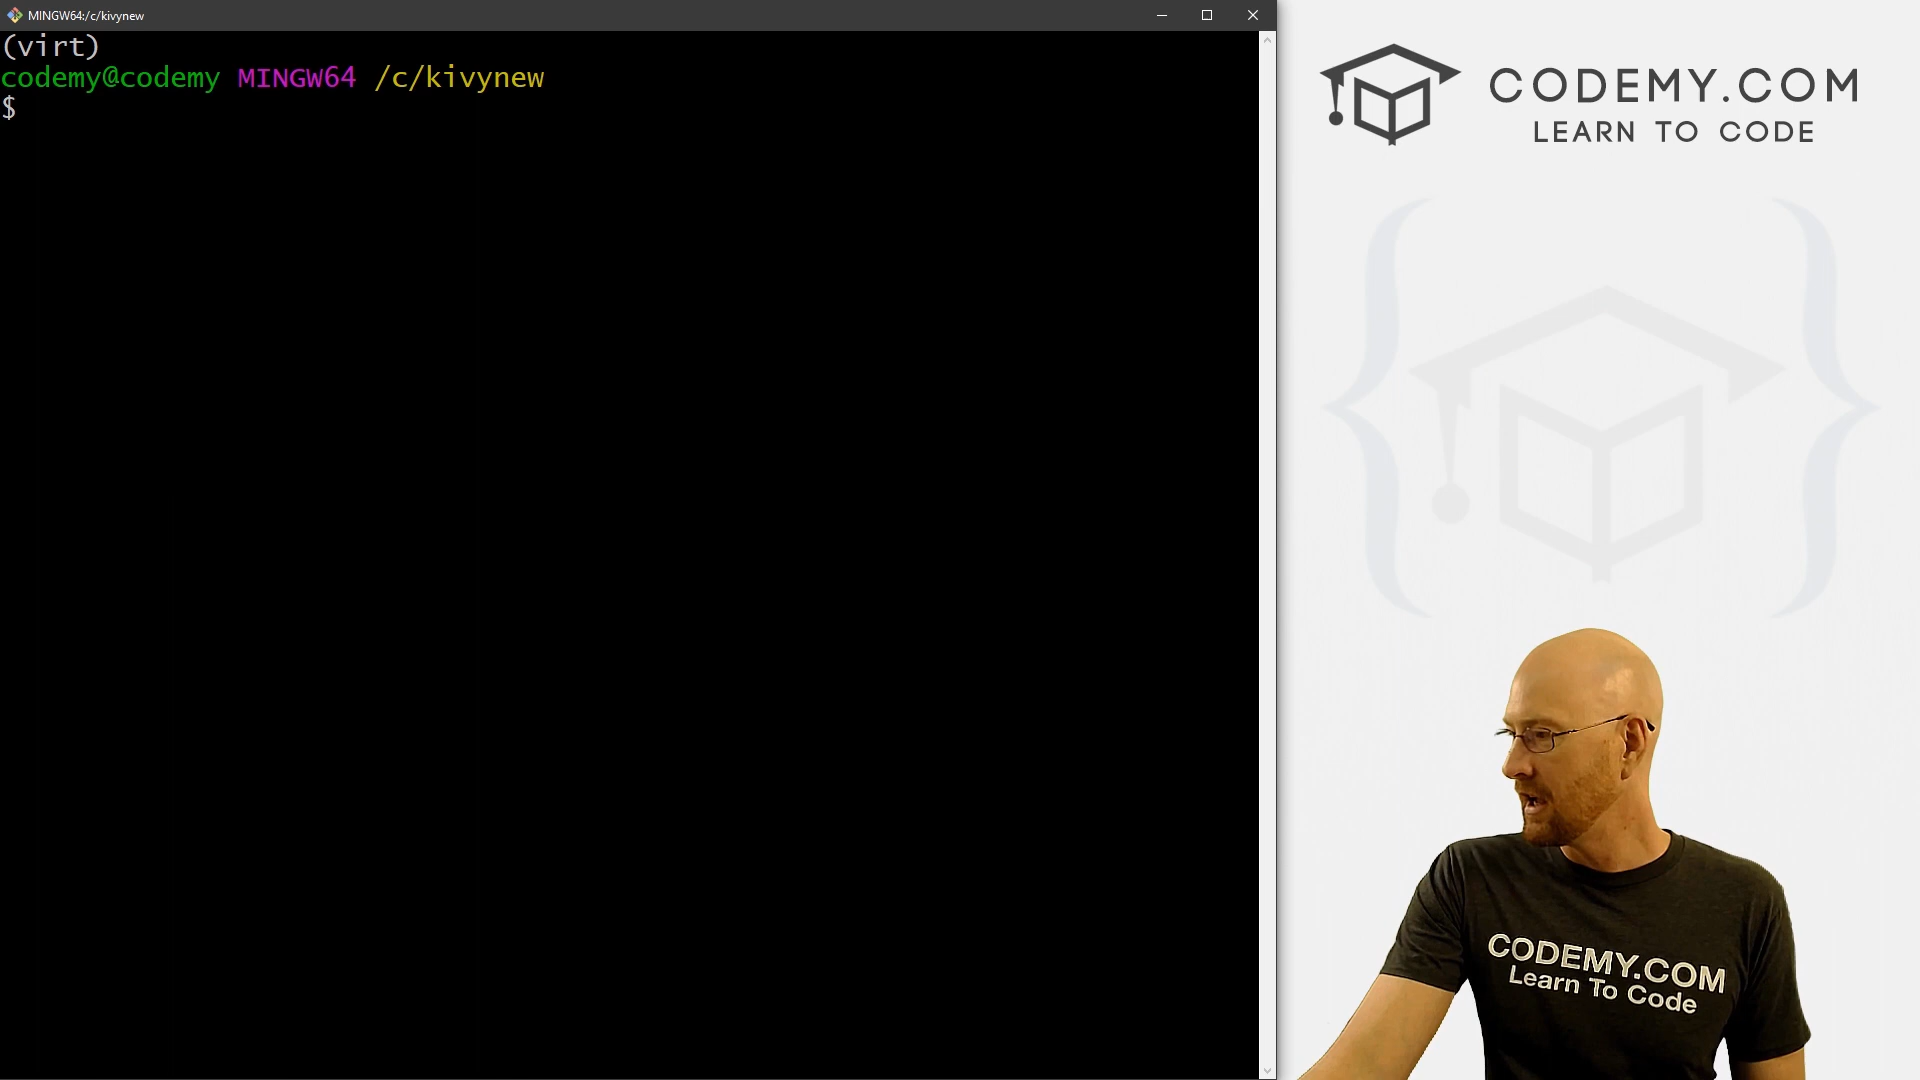 MINGW64:/c/kivynew
(virt)
codemy@codemy MINGW64 /c/kivynew
$
CODEMY.COM
LEARN TO CODE
CODEMY.COM
Learn To Code